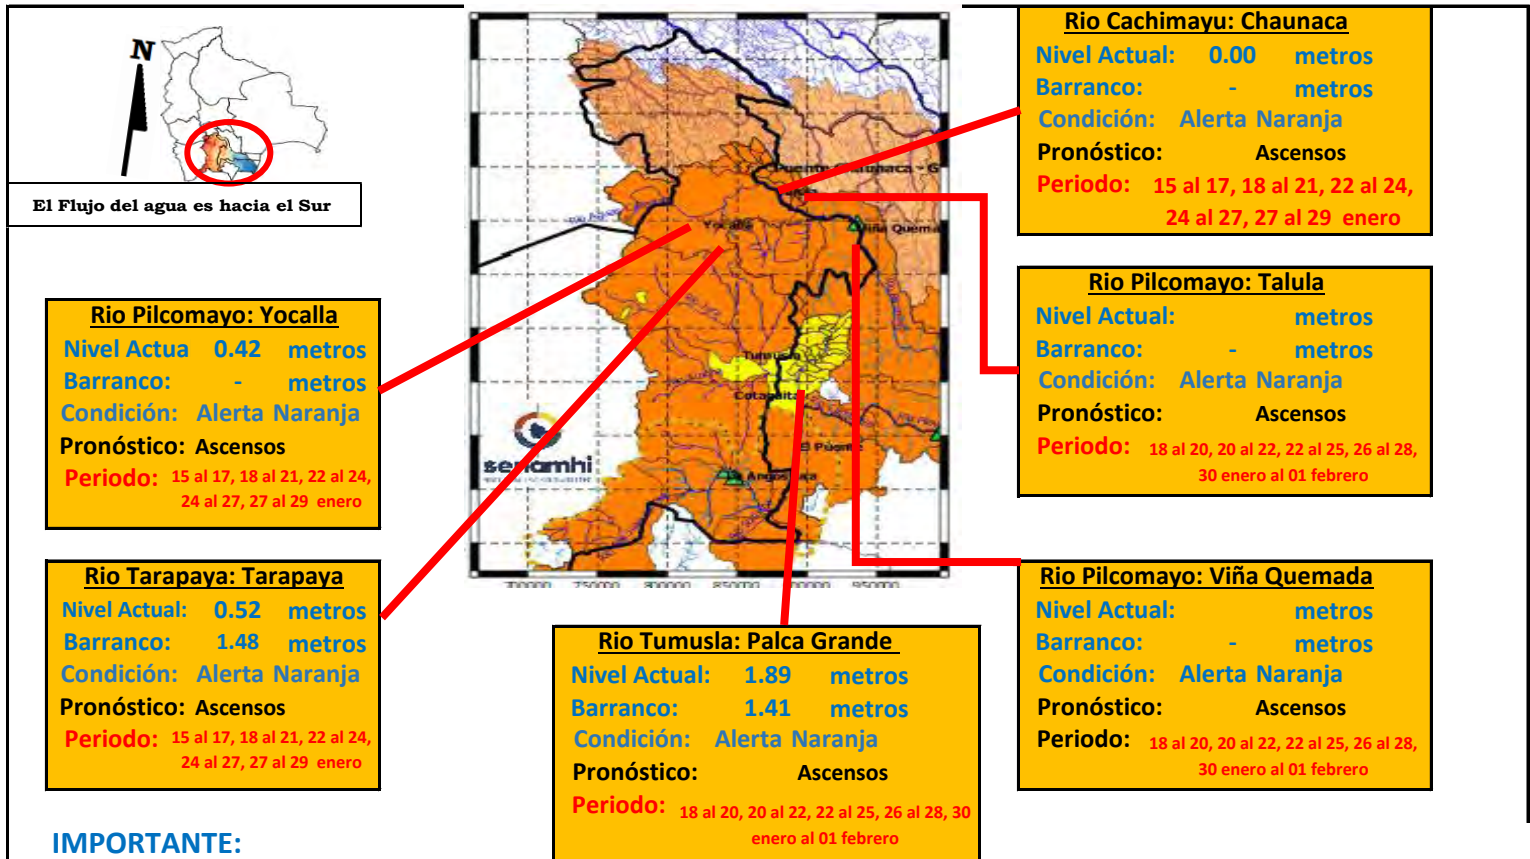 N
El Flujo del agua es hacia el Sur
Rio Pilcomayo: Yocalla
Nivel Actua 0.42 metros
Barranco: - metros
Condición: Alerta Naranja
Pronóstico: Ascensos
Periodo: 15 al 17, 18 al 21, 22 al 24,
24 al 27, 27 al 29 enero
Rio Tarapaya: Tarapaya
Nivel Actual: 0.52 metros
Barranco: 1.48 metros
Condición: Alerta Naranja
Pronóstico: Ascensos
Periodo: 15 al 17, 18 al 21, 22 al 24,
24 al 27, 27 al 29 enero
IMPORTANTE:
Yocalla
Viña Quema
Tumusla
Cotagaita
El Puente
Angostura
senamhi
700000 750000 800000 850000 900000 950000
Rio Tumusla: Palca Grande
Nivel Actual: 1.89 metros
Barranco: 1.41 metros
Condición: Alerta Naranja
Pronóstico: Ascensos
Periodo: 18 al 20, 20 al 22, 22 al 25, 26 al 28, 30
enero al 01 febrero
Rio Cachimayu: Chaunaca
Nivel Actual: 0.00 metros
Barranco: - metros
Condición: Alerta Naranja
Pronóstico: Ascensos
Periodo: 15 al 17, 18 al 21, 22 al 24,
24 al 27, 27 al 29 enero
Rio Pilcomayo: Talula
Nivel Actual: metros
Barranco: - metros
Condición: Alerta Naranja
Pronóstico: Ascensos
Periodo: 18 al 20, 20 al 22, 22 al 25, 26 al 28,
30 enero al 01 febrero
Rio Pilcomayo: Viña Quemada
Nivel Actual: metros
Barranco: - metros
Condición: Alerta Naranja
Pronóstico: Ascensos
Periodo: 18 al 20, 20 al 22, 22 al 25, 26 al 28,
30 enero al 01 febrero